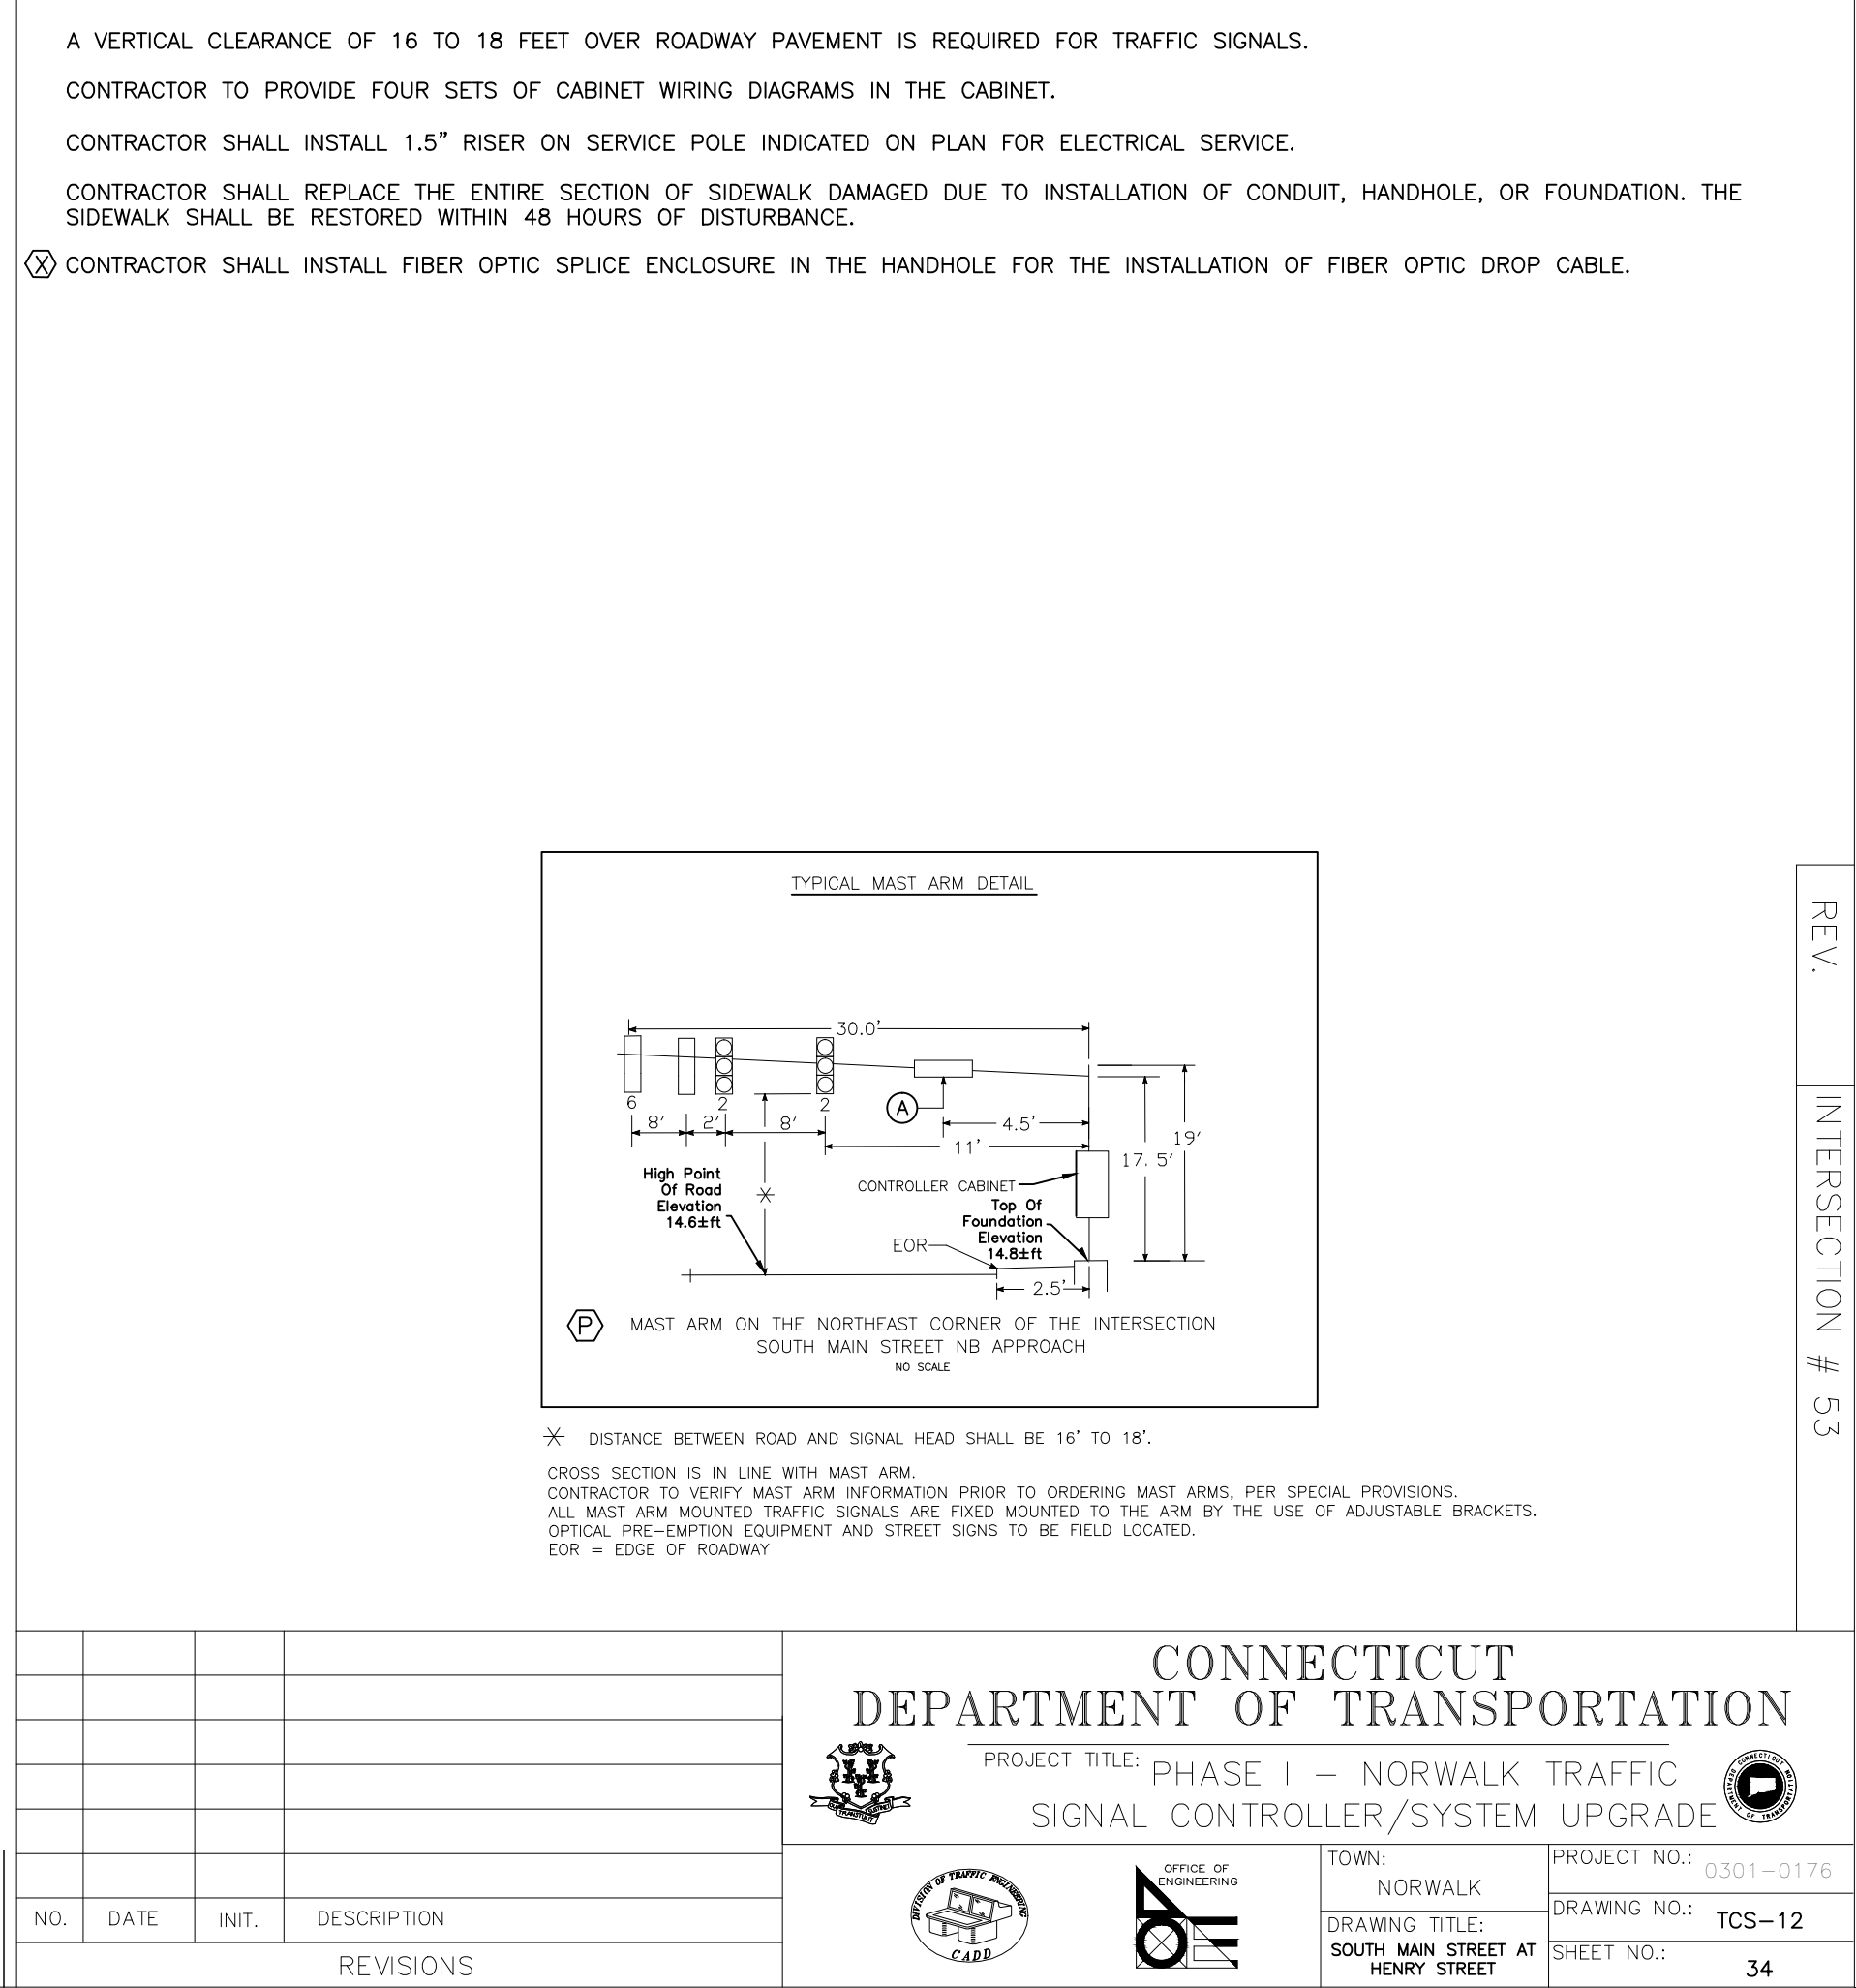 A VERTICAL CLEARANCE OF 16 TO 18 FEET OVER ROADWAY PAVEMENT IS REQUIRED FOR TRAFFIC SIGNALS.
CONTRACTOR TO PROVIDE FOUR SETS OF CABINET WIRING DIAGRAMS IN THE CABINET.
CONTRACTOR SHALL INSTALL 1.5" RISER ON SERVICE POLE INDICATED ON PLAN FOR ELECTRICAL SERVICE.
CONTRACTOR SHALL REPLACE THE ENTIRE SECTION OF SIDEWALK DAMAGED DUE TO INSTALLATION OF CONDUIT, HANDHOLE, OR FOUNDATION. THE
SIDEWALK SHALL BE RESTORED WITHIN 48 HOURS OF DISTURBANCE.
X CONTRACTOR SHALL INSTALL FIBER OPTIC SPLICE ENCLOSURE IN THE HANDHOLE FOR THE INSTALLATION OF FIBER OPTIC DROP CABLE.
TYPICAL MAST ARM DETAIL
30.0'
6
2
2
A
8'
2'
8'
4.5'
11'
19'
17.5'
High Point
Of Road
Elevation
14.6±ft
CONTROLLER CABINET
Top Of
Foundation
Elevation
14.8±ft
EOR
2.5'
P
MAST ARM ON THE NORTHEAST CORNER OF THE INTERSECTION
SOUTH MAIN STREET NB APPROACH
NO SCALE
* DISTANCE BETWEEN ROAD AND SIGNAL HEAD SHALL BE 16' TO 18'.
CROSS SECTION IS IN LINE WITH MAST ARM.
CONTRACTOR TO VERIFY MAST ARM INFORMATION PRIOR TO ORDERING MAST ARMS, PER SPECIAL PROVISIONS.
ALL MAST ARM MOUNTED TRAFFIC SIGNALS ARE FIXED MOUNTED TO THE ARM BY THE USE OF ADJUSTABLE BRACKETS.
OPTICAL PRE-EMPTION EQUIPMENT AND STREET SIGNS TO BE FIELD LOCATED.
EOR = EDGE OF ROADWAY
REV.
INTERSECTION # 53
NO.
DATE
INIT.
DESCRIPTION
REVISIONS
CONNECTICUT
DEPARTMENT OF TRANSPORTATION
PROJECT TITLE: PHASE I - NORWALK TRAFFIC
SIGNAL CONTROLLER/SYSTEM UPGRADE
QUI TRANSTULIT SUSTINET
CONNECTICUT
DEPARTMENT OF TRANSPORTATION
DIVISION OF TRAFFIC ENGINEERING
CADD
OFFICE OF
ENGINEERING
TOWN:
NORWALK
DRAWING TITLE:
SOUTH MAIN STREET AT
HENRY STREET
PROJECT NO.: 0301-0176
DRAWING NO.: TCS-12
SHEET NO.:
34